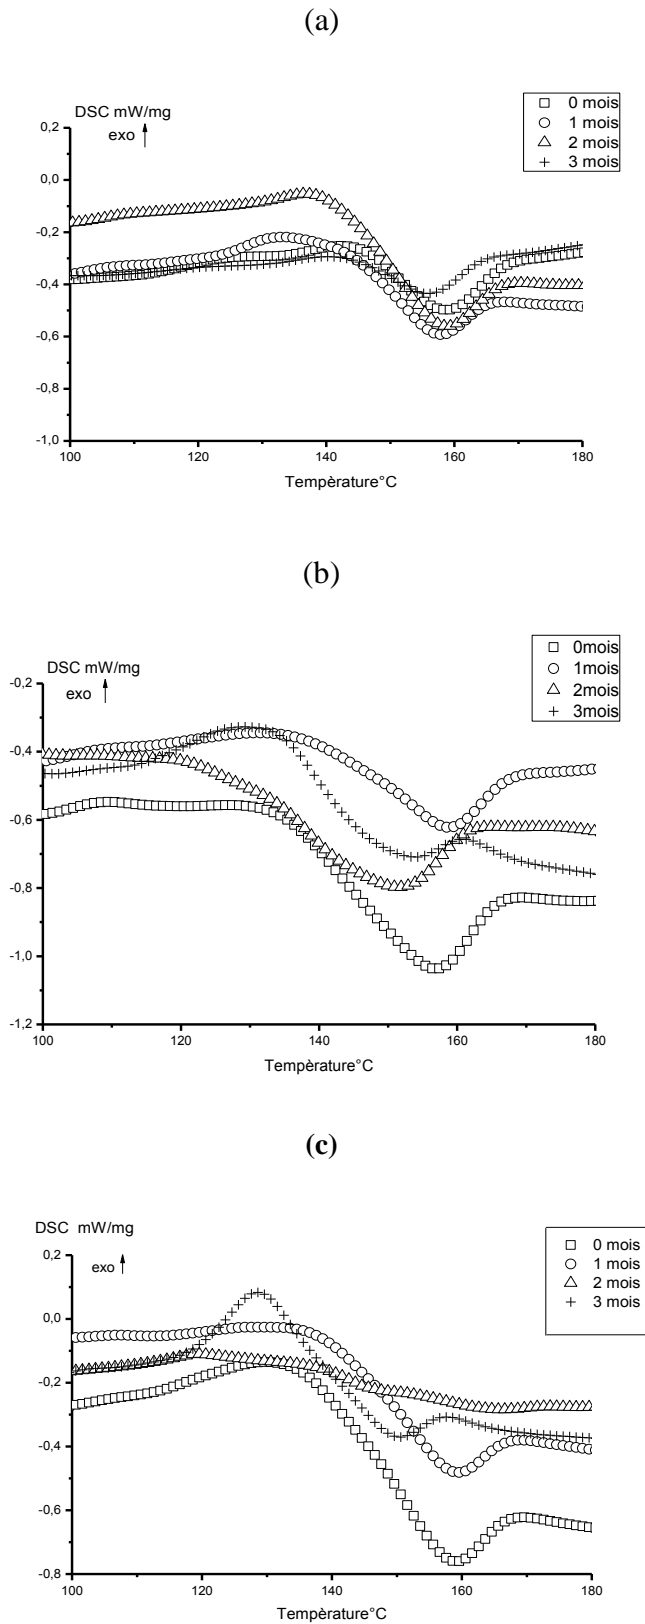 (a)
DSC mW/mg
exo
0 mois
1 mois
2 mois
3 mois
0,2
0,0
-0,2
-0,4
-0,6
-0,8
-1,0
100
120
140
160
180
Tempèrature°C
(b)
DSC mW/mg
exo
0mois
1mois
2mois
3mois
-0,2
-0,4
-0,6
-0,8
-1,0
-1,2
100
120
140
160
180
Tempèrature°C
(c)
DSC mW/mg
exo
0 mois
1 mois
2 mois
3 mois
0,2
0,0
-0,2
-0,4
-0,6
-0,8
100
120
140
160
180
Tempèrature°C